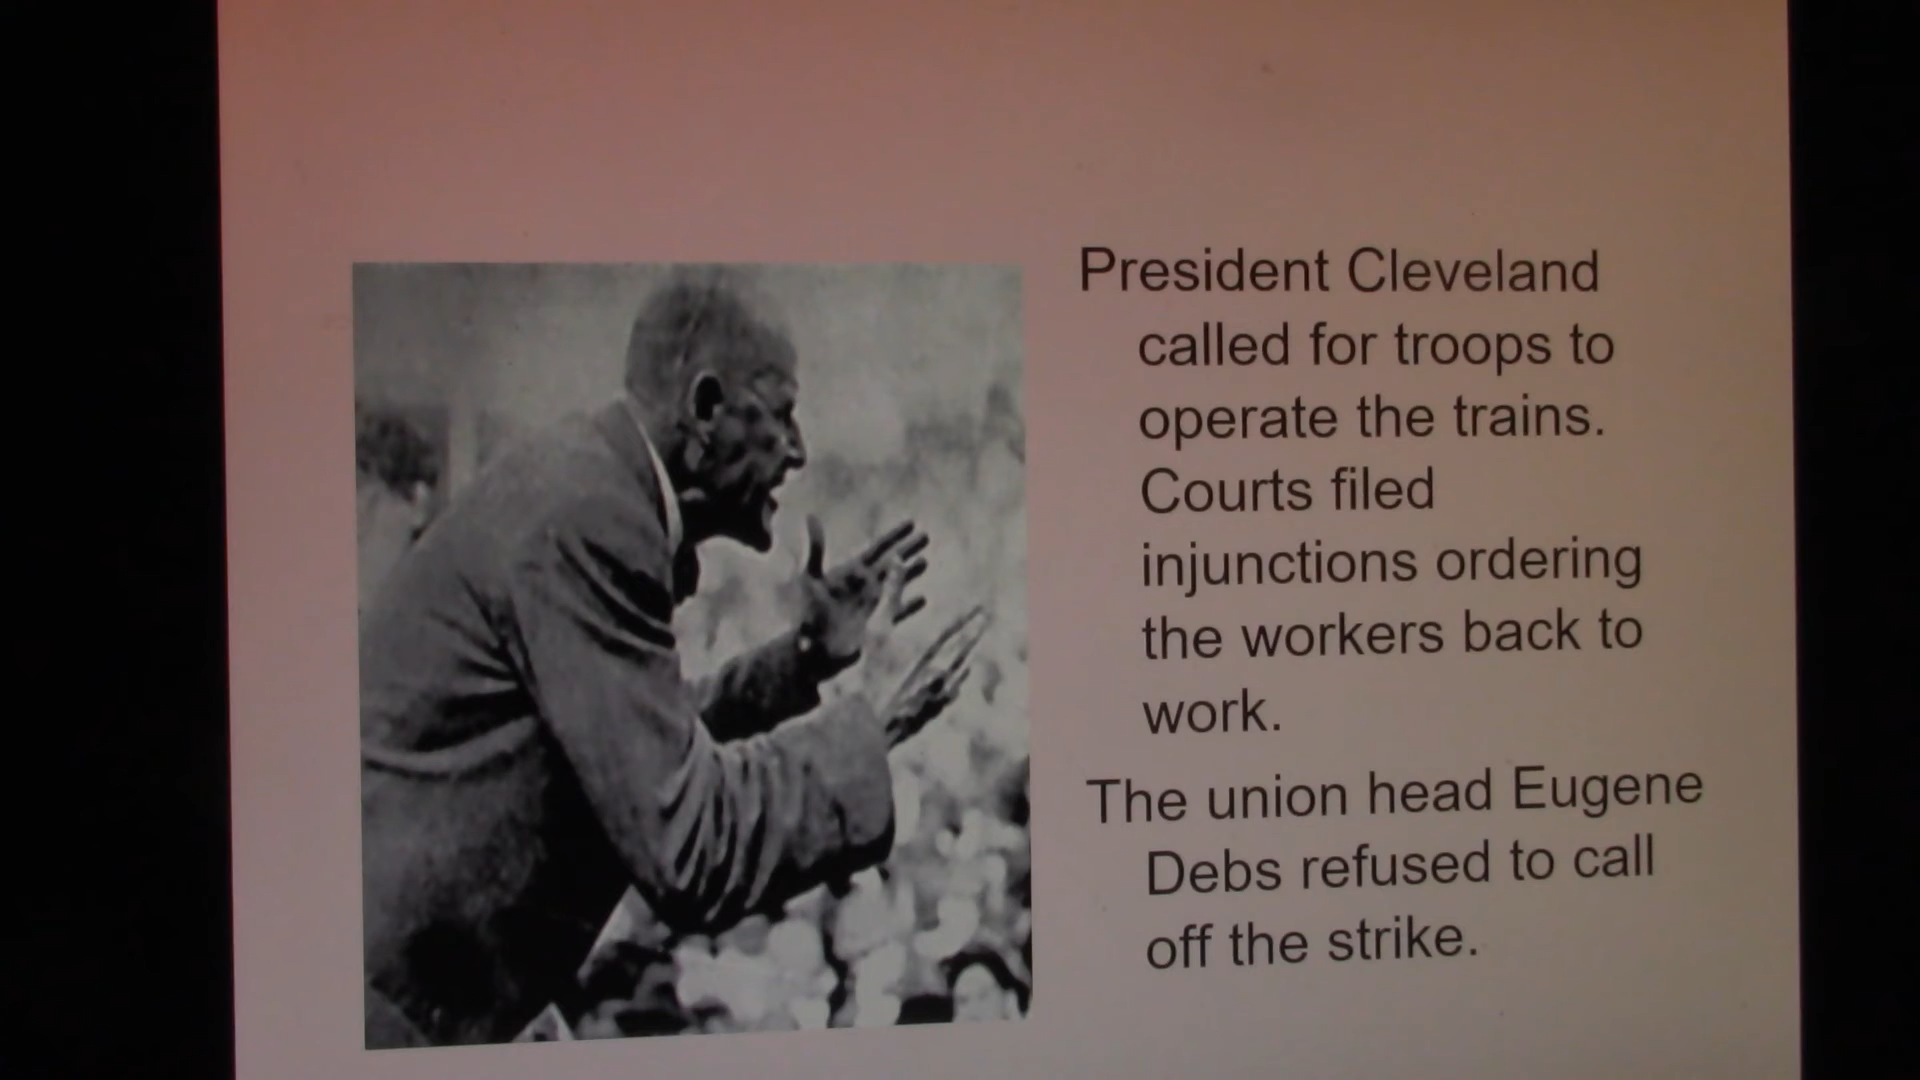 President Cleveland
called for troops to
operate the trains.
Courts filed
injunctions ordering
the workers back to
work.
The union head Eugene
Debs refused to call
off the strike.